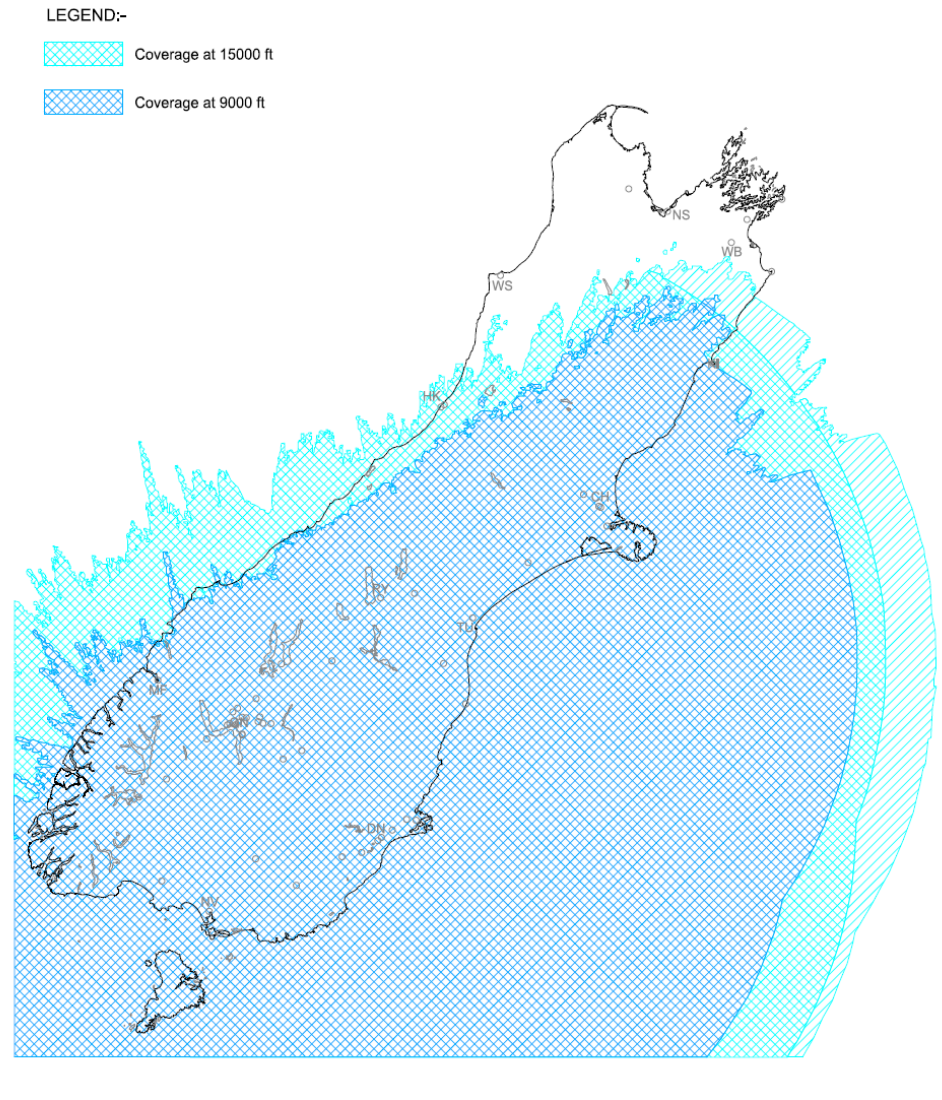 LEGEND:-
Coverage at 15000 ft
Coverage at 9000 ft
NS
WB
WS
HK
CH
TU
MF
DN
NV